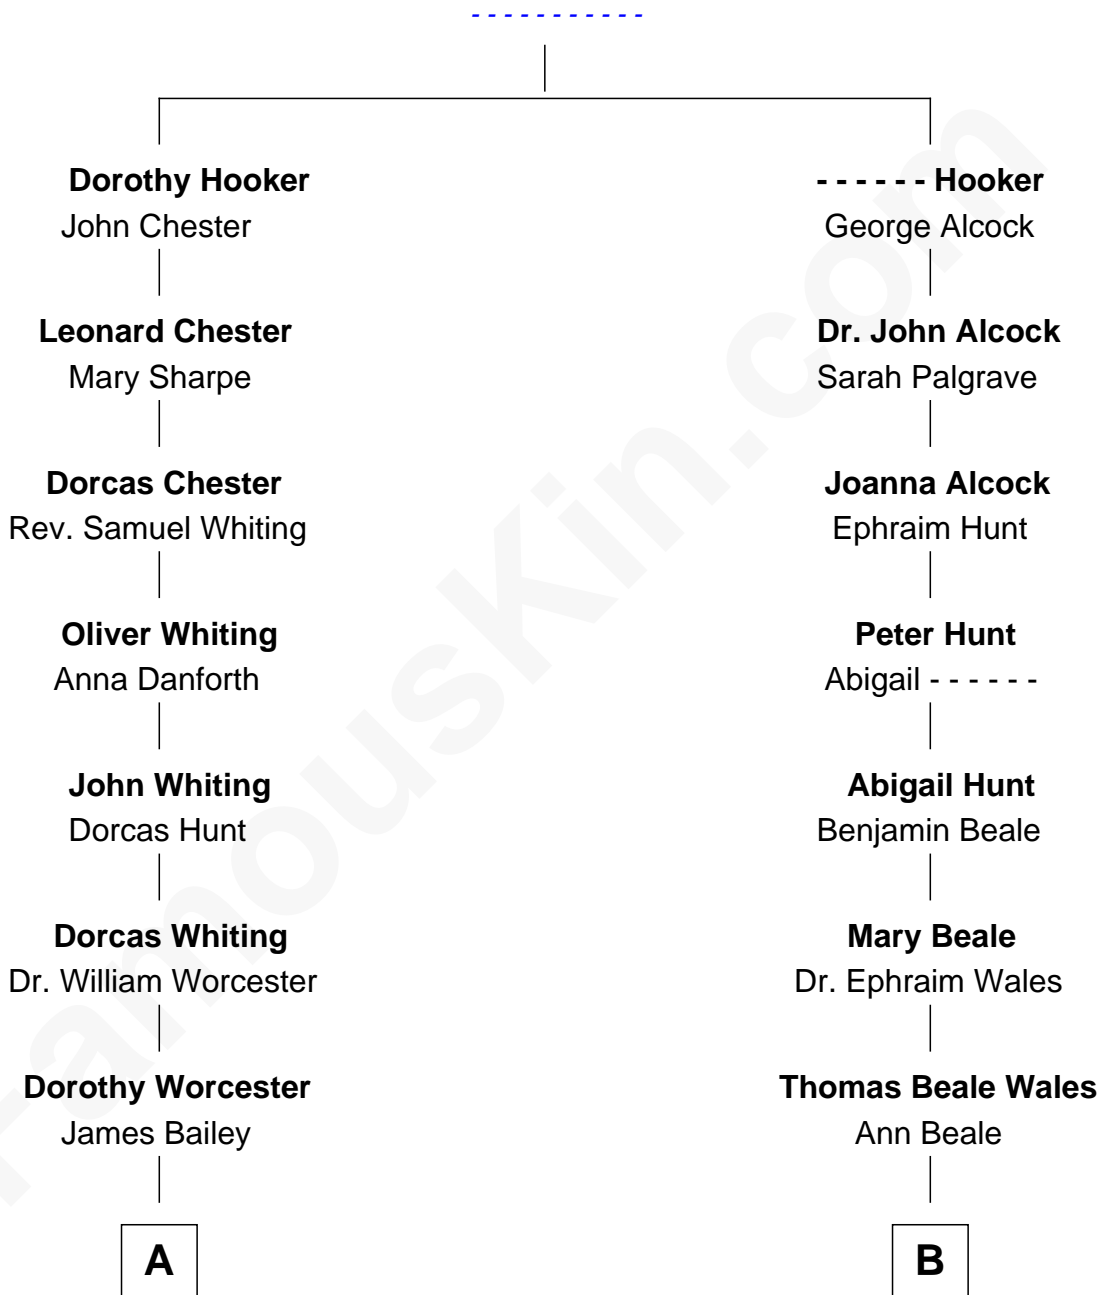 - - - - - - - - - - -
Dorothy Hooker
John Chester
- - - - - - Hooker
George Alcock
Leonard Chester
Mary Sharpe
Dr. John Alcock
Sarah Palgrave
Dorcas Chester
Rev. Samuel Whiting
Joanna Alcock
Ephraim Hunt
Oliver Whiting
Anna Danforth
Peter Hunt
Abigail - - - - - -
John Whiting
Dorcas Hunt
Abigail Hunt
Benjamin Beale
Dorcas Whiting
Dr. William Worcester
Mary Beale
Dr. Ephraim Wales
Dorothy Worcester
James Bailey
Thomas Beale Wales
Ann Beale
A
B
FamousKin.com